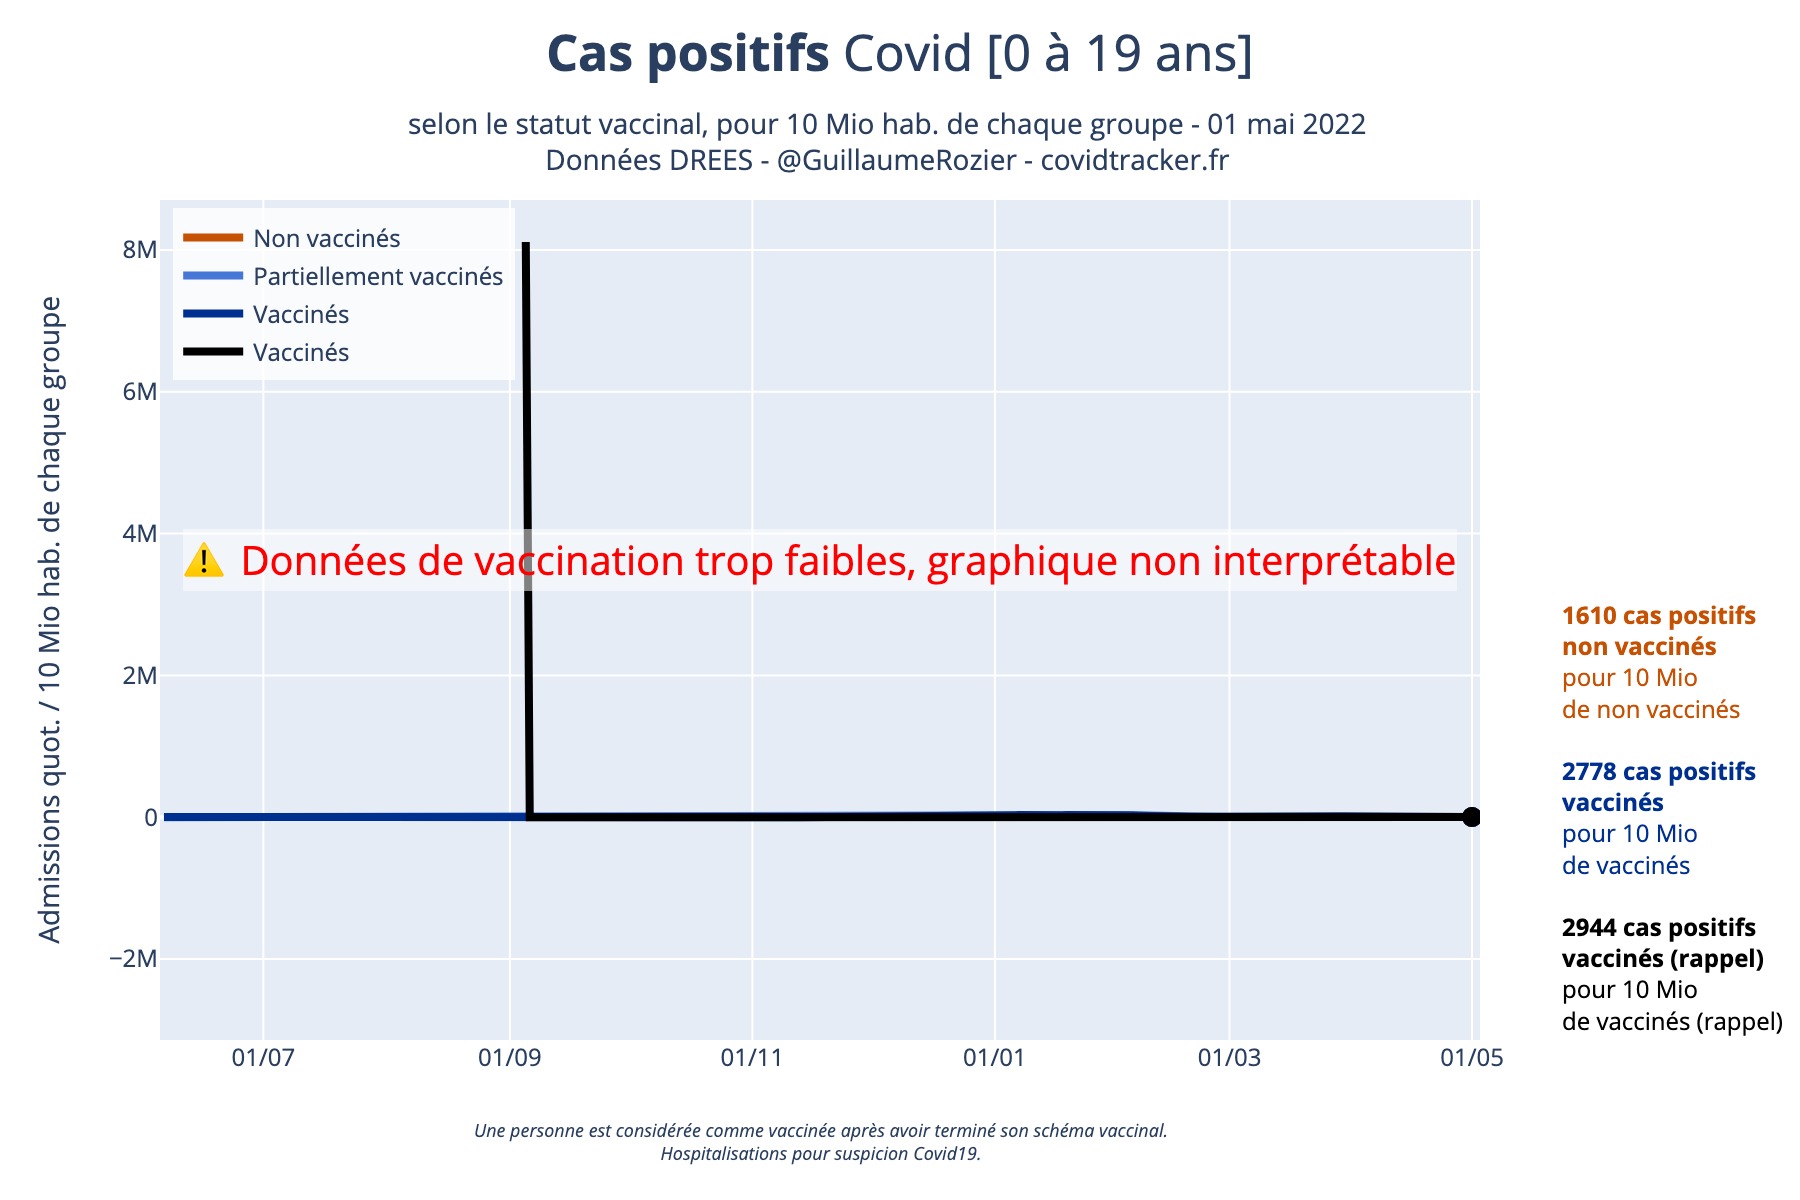 Cas positifs Covid [0 à 19 ans]
selon le statut vaccinal, pour 10 Mio hab. de chaque groupe - 01 mai 2022
Données DREES - @GuillaumeRozier - covidtracker.fr
Non vaccinés
Partiellement vaccinés
Vaccinés
Vaccinés
Admissions quot. / 10 Mio hab. de chaque groupe
8M
6M
4M
2M
0
−2M
⚠ Données de vaccination trop faibles, graphique non interprétable
01/07
01/09
01/11
01/01
01/03
01/05
1610 cas positifs
non vaccinés
pour 10 Mio
de non vaccinés
2778 cas positifs
vaccinés
pour 10 Mio
de vaccinés
2944 cas positifs
vaccinés (rappel)
pour 10 Mio
de vaccinés (rappel)
Une personne est considérée comme vaccinée après avoir terminé son schéma vaccinal.
Hospitalisations pour suspicion Covid19.